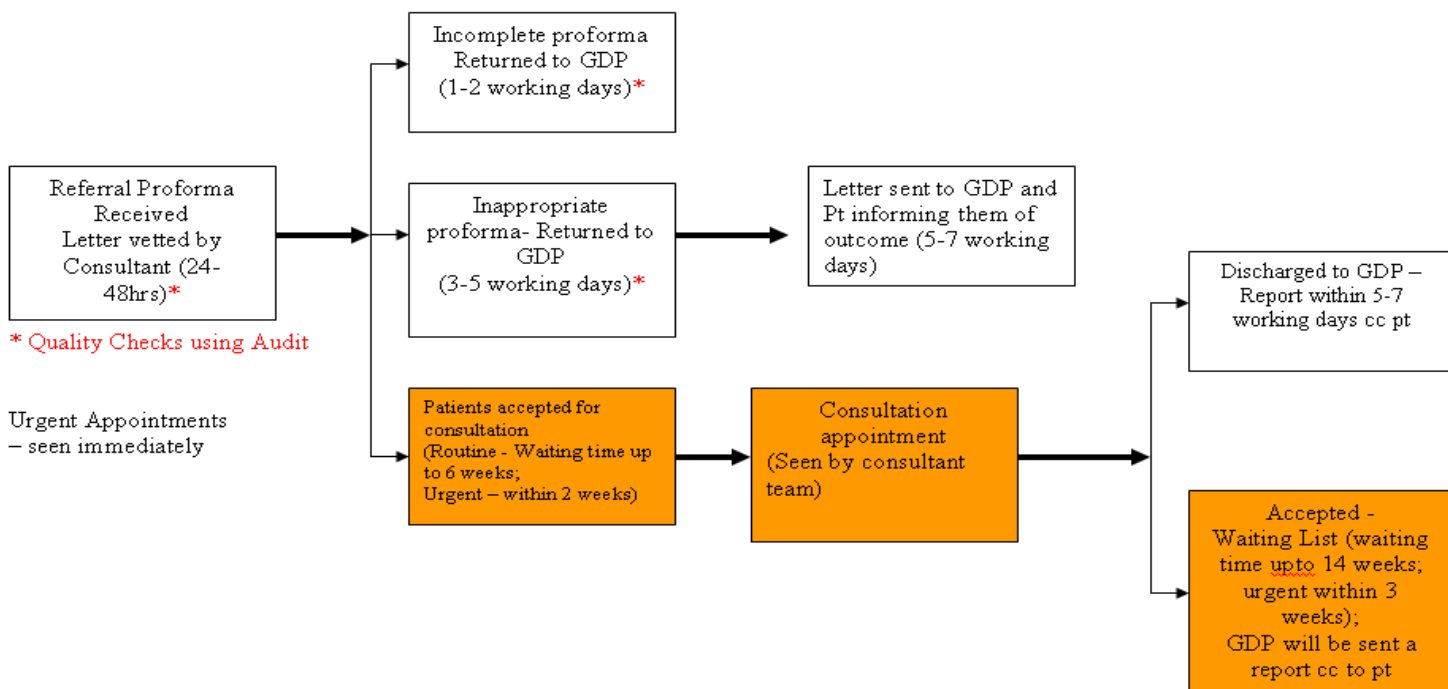 Incomplete proforma
Returned to GDP
(1-2 working days)*
Referral Proforma
Received
Letter vetted by
Consultant (24-
48hrs)*
* Quality Checks using Audit
Urgent Appointments
– seen immediately
Inappropriate
proforma- Returned to
GDP
(3-5 working days)*
Letter sent to GDP and
Pt informing them of
outcome (5-7 working
days)
Patients accepted for
consultation
(Routine - Waiting time up
to 6 weeks;
Urgent – within 2 weeks)
Consultation
appointment
(Seen by consultant
team)
Discharged to GDP –
Report within 5-7
working days cc pt
Accepted -
Waiting List (waiting
time upto 14 weeks;
urgent within 3
weeks);
GDP will be sent a
report cc to pt